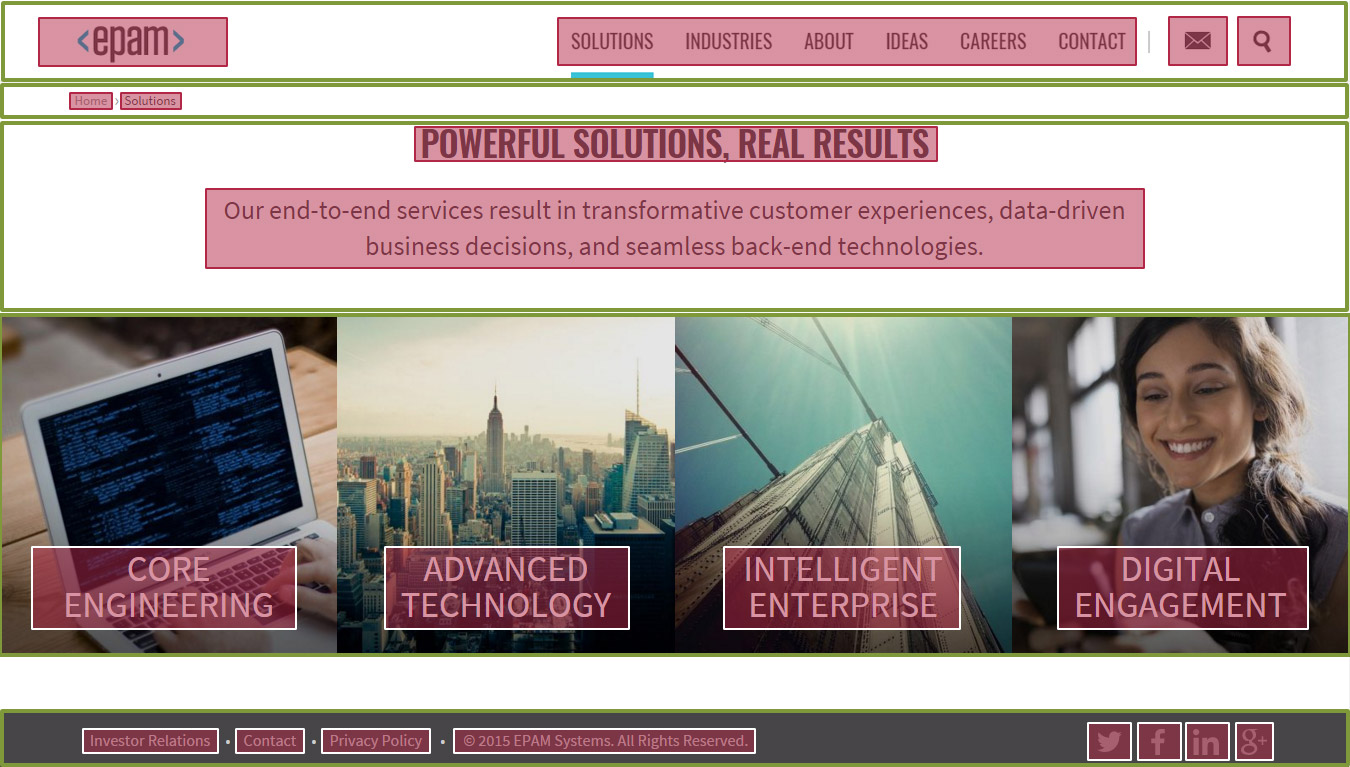 <epam>
SOLUTIONS INDUSTRIES ABOUT IDEAS CAREERS CONTACT
Home › Solutions
POWERFUL SOLUTIONS, REAL RESULTS
Our end-to-end services result in transformative customer experiences, data-driven
business decisions, and seamless back-end technologies.
CORE
ENGINEERING
ADVANCED
TECHNOLOGY
INTELLIGENT
ENTERPRISE
DIGITAL
ENGAGEMENT
Investor Relations • Contact • Privacy Policy • © 2015 EPAM Systems. All Rights Reserved. f in g+